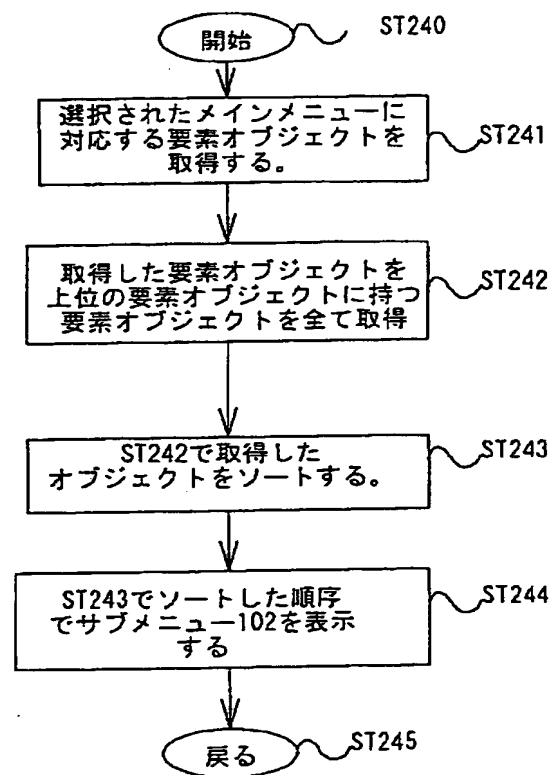 開始
ST240
選択されたメインメニューに
対応する要素オブジェクトを
取得する。
ST241
取得した要素オブジェクトを
上位の要素オブジェクトに持つ
要素オブジェクトを全て取得
ST242
ST242で取得した
オブジェクトをソートする。
ST243
ST243でソートした順序
でサブメニュー102を表示
する
ST244
戻る
ST245